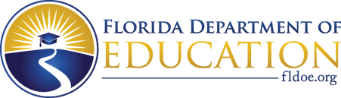 FLORIDA DEPARTMENT OF
EDUCATION
fldoe.org